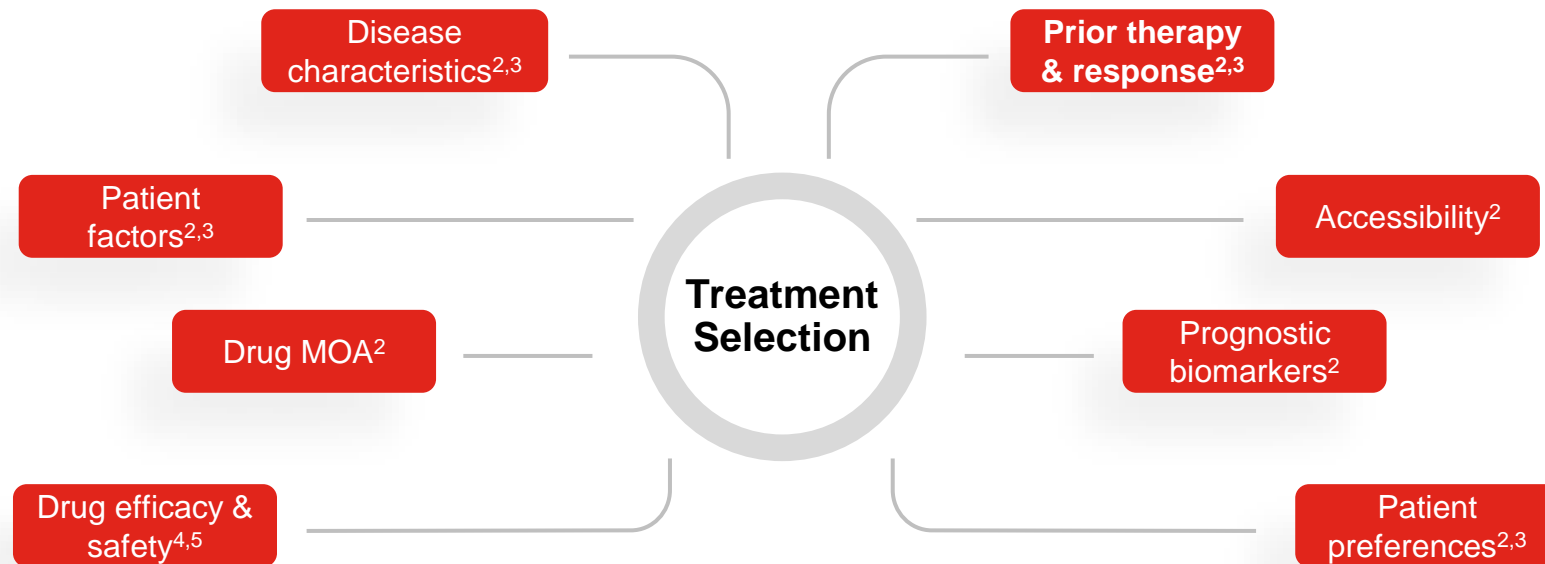 Disease
characteristics2,3
Prior therapy
& response2,3
Patient
factors2,3
Accessibility2
Treatment
Selection
Drug MOA2
Prognostic
biomarkers2
Drug efficacy &
safety4,5
Patient
preferences2,3